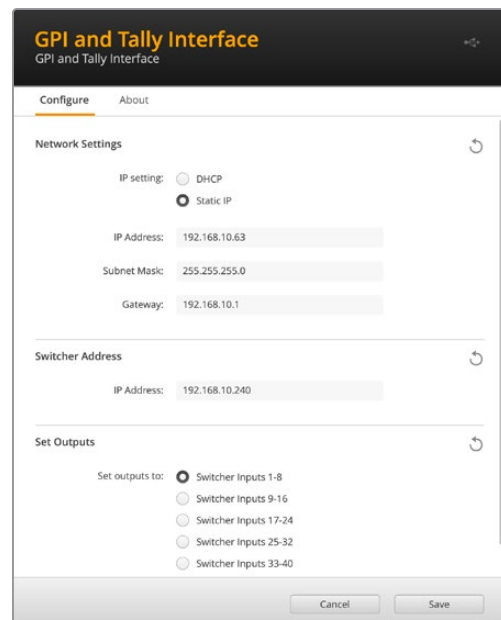 GPI and Tally Interface
GPI and Tally Interface
Configure About
Network Settings
IP setting: DHCP
Static IP
IP Address: 192.168.10.63
Subnet Mask: 255.255.255.0
Gateway: 192.168.10.1
Switcher Address
IP Address: 192.168.10.240
Set Outputs
Set outputs to: Switcher Inputs 1-8
Switcher Inputs 9-16
Switcher Inputs 17-24
Switcher Inputs 25-32
Switcher Inputs 33-40
Cancel Save